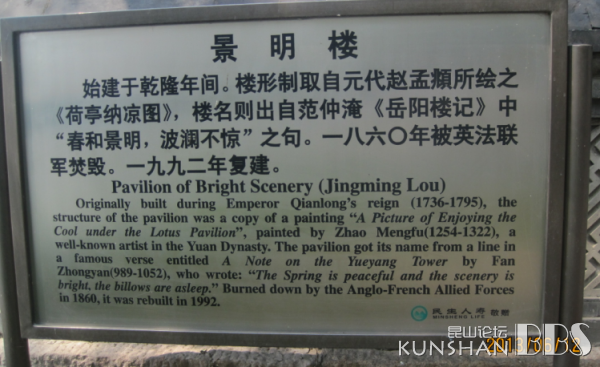 景明楼
始建于乾隆年间。楼形制取自元代赵孟頫所绘之
《荷亭纳凉图》，楼名则出自范仲淹《岳阳楼记》中
“春和景明，波澜不惊”之句。一八六〇年被英法联
军焚毁。一九九二年复建。
Pavilion of Bright Scenery (Jingming Lou)
Originally built during Emperor Qianlong's reign (1736-1795), the
structure of the pavilion was a copy of a painting “A Picture of Enjoying the
Cool under the Lotus Pavilion”, painted by Zhao Mengfu(1254-1322), a
well-known artist in the Yuan Dynasty. The pavilion got its name from a line in
a famous verse entitled A Note on the Yueyang Tower by Fan
Zhongyan(989-1052), who wrote: “The Spring is peaceful and the scenery is
bright, the billows are asleep.” Burned down by the Anglo-French Allied Forces
in 1860, it was rebuilt in 1992.
民生人寿 敬赠
MINSHENG LIFE
昆山论坛
KUNSHAN BBS